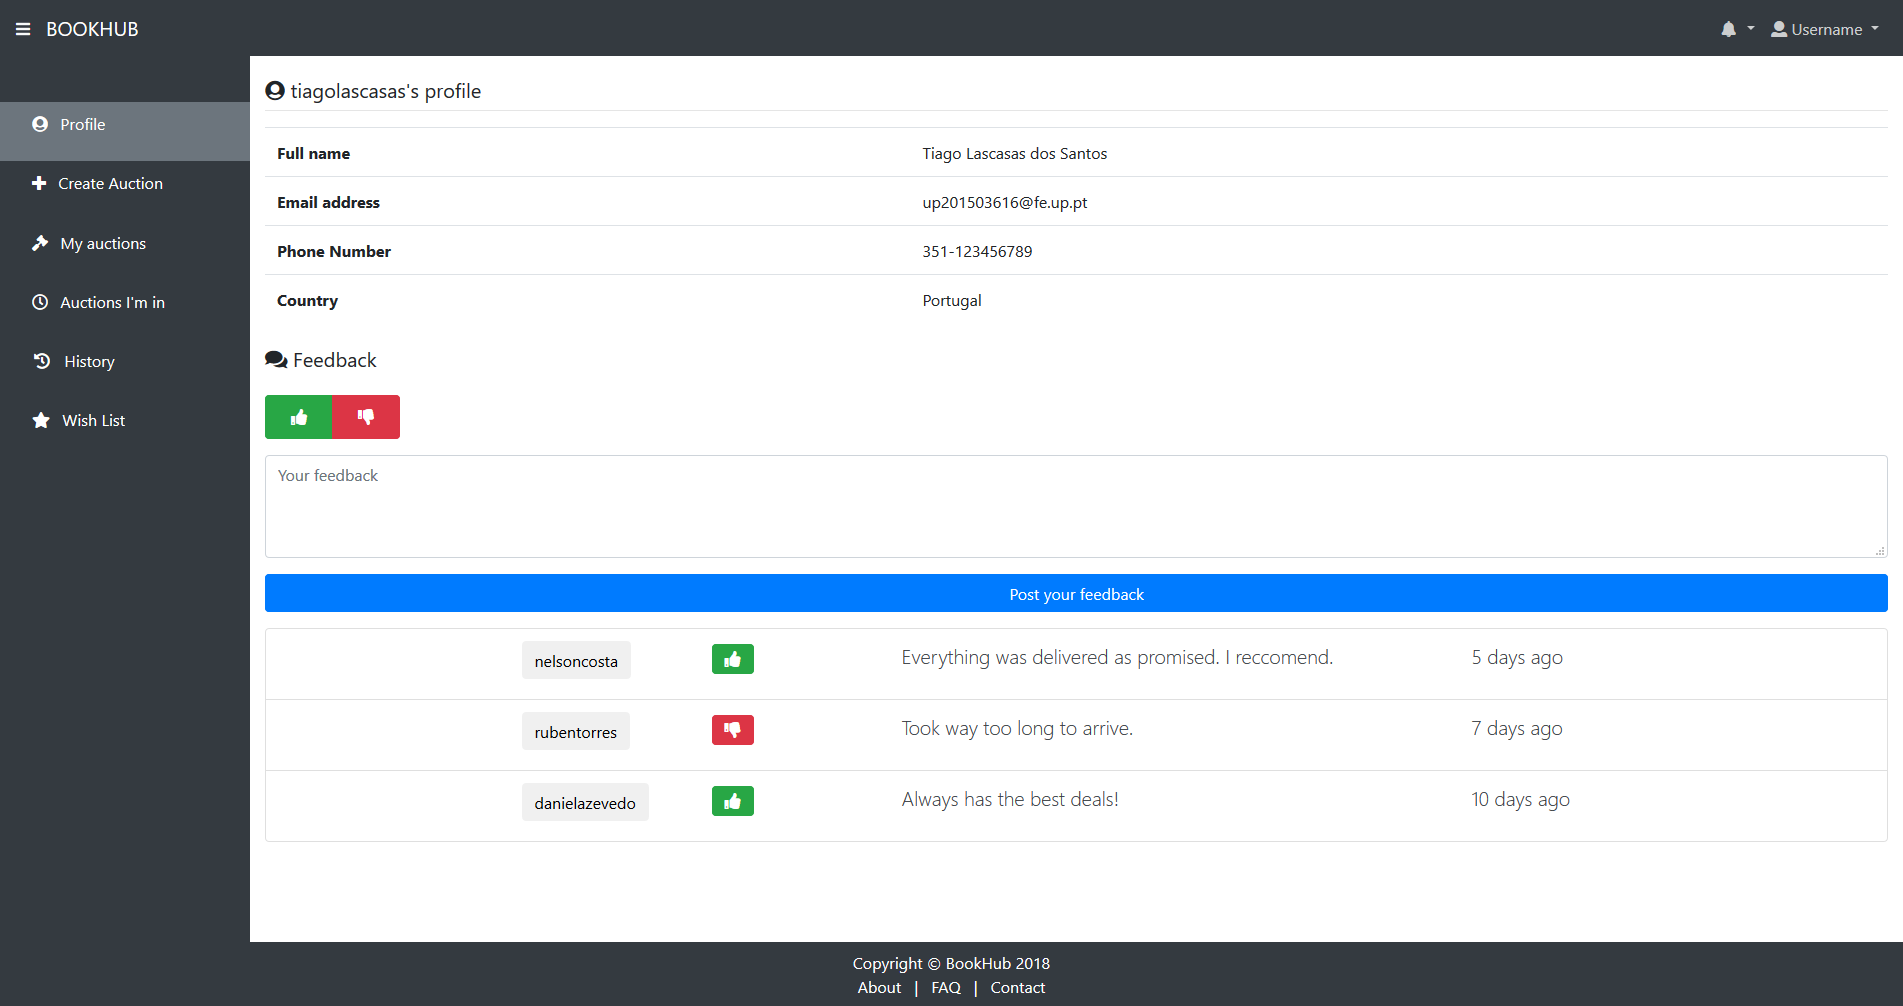 BOOKHUB
Username
Profile
Create Auction
My auctions
Auctions I'm in
History
Wish List
tiagolascasas's profile
Full name Tiago Lascasas dos Santos
Email address up201503616@fe.up.pt
Phone Number 351-123456789
Country Portugal
Feedback
Your feedback
Post your feedback
nelsoncosta Everything was delivered as promised. I reccomend. 5 days ago
rubentorres Took way too long to arrive. 7 days ago
danielazevedo Always has the best deals! 10 days ago
Copyright © BookHub 2018
About | FAQ | Contact